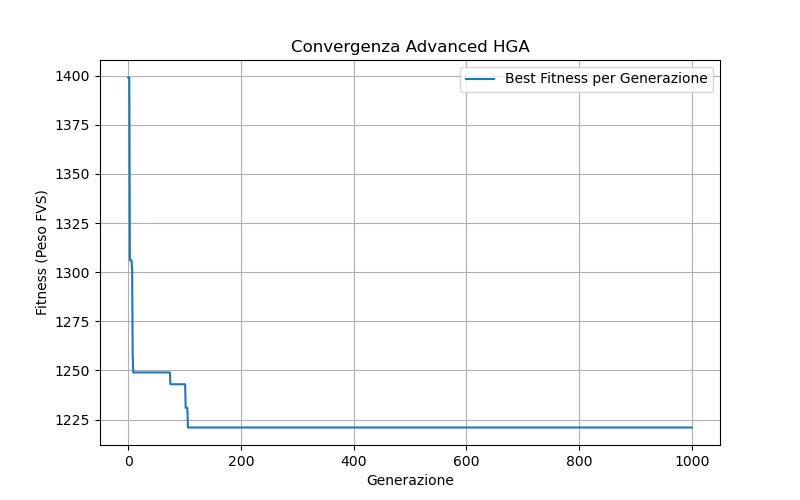 Convergenza Advanced HGA
Best Fitness per Generazione
Fitness (Peso FVS)
1400
1375
1350
1325
1300
1275
1250
1225
0 200 400 600 800 1000
Generazione